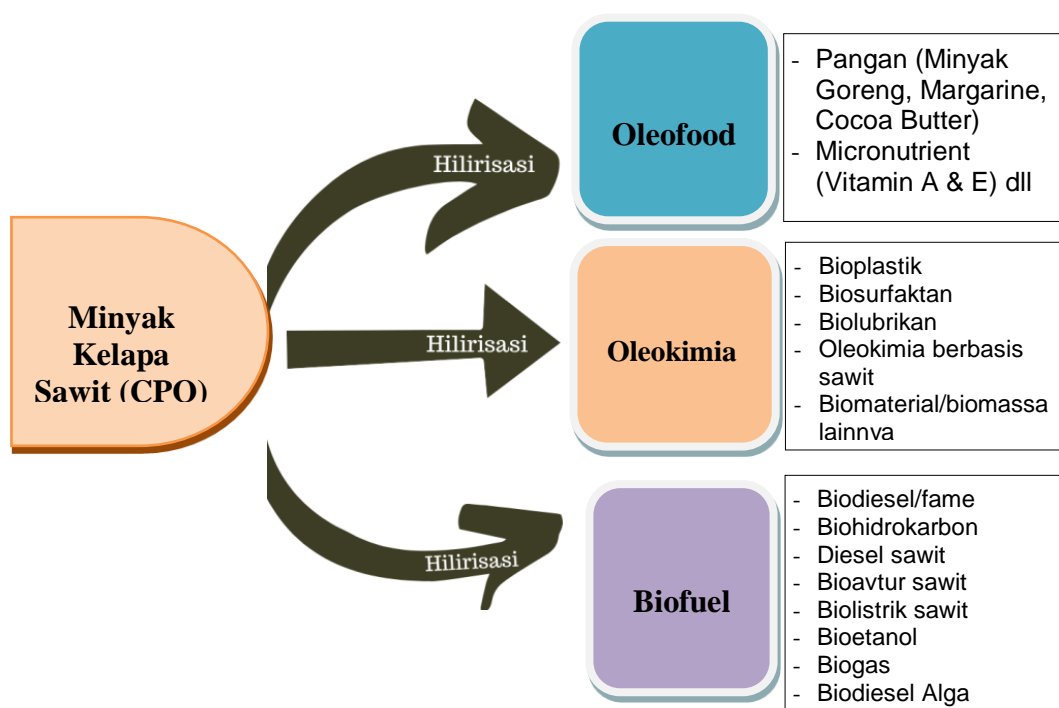 Minyak
Kelapa
Sawit (CPO)
Hilirisasi
Oleofood
- Pangan (Minyak
Goreng, Margarine,
Cocoa Butter)
- Micronutrient
(Vitamin A & E) dll
Hilirisasi
Oleokimia
- Bioplastik
- Biosurfaktan
- Biolubrikan
- Oleokimia berbasis
sawit
- Biomaterial/biomassa
lainnya
Hilirisasi
Biofuel
- Biodiesel/fame
- Biohidrokarbon
- Diesel sawit
- Bioavtur sawit
- Biolistrik sawit
- Bioetanol
- Biogas
- Biodiesel Alga